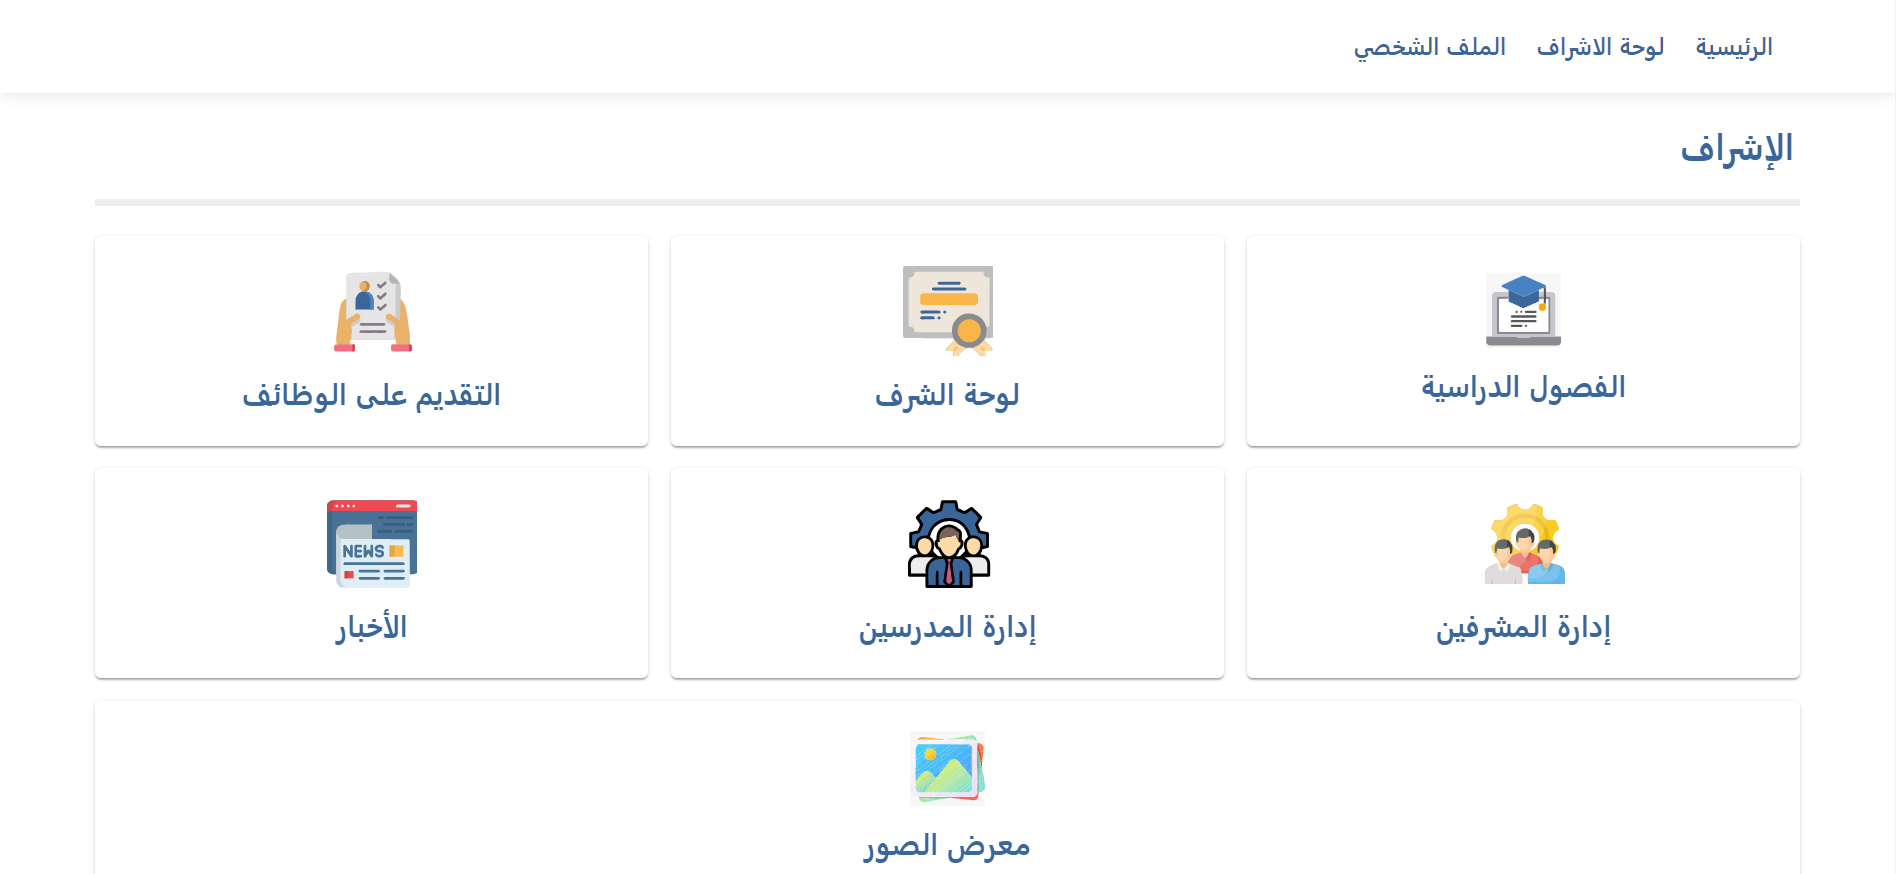 الرئيسية لوحة الاشراف الملف الشخصي
الإشراف
الفصول الدراسية
لوحة الشرف
التقديم على الوظائف
إدارة المشرفين
إدارة المدرسين
NEWS
الأخبار
معرض الصور